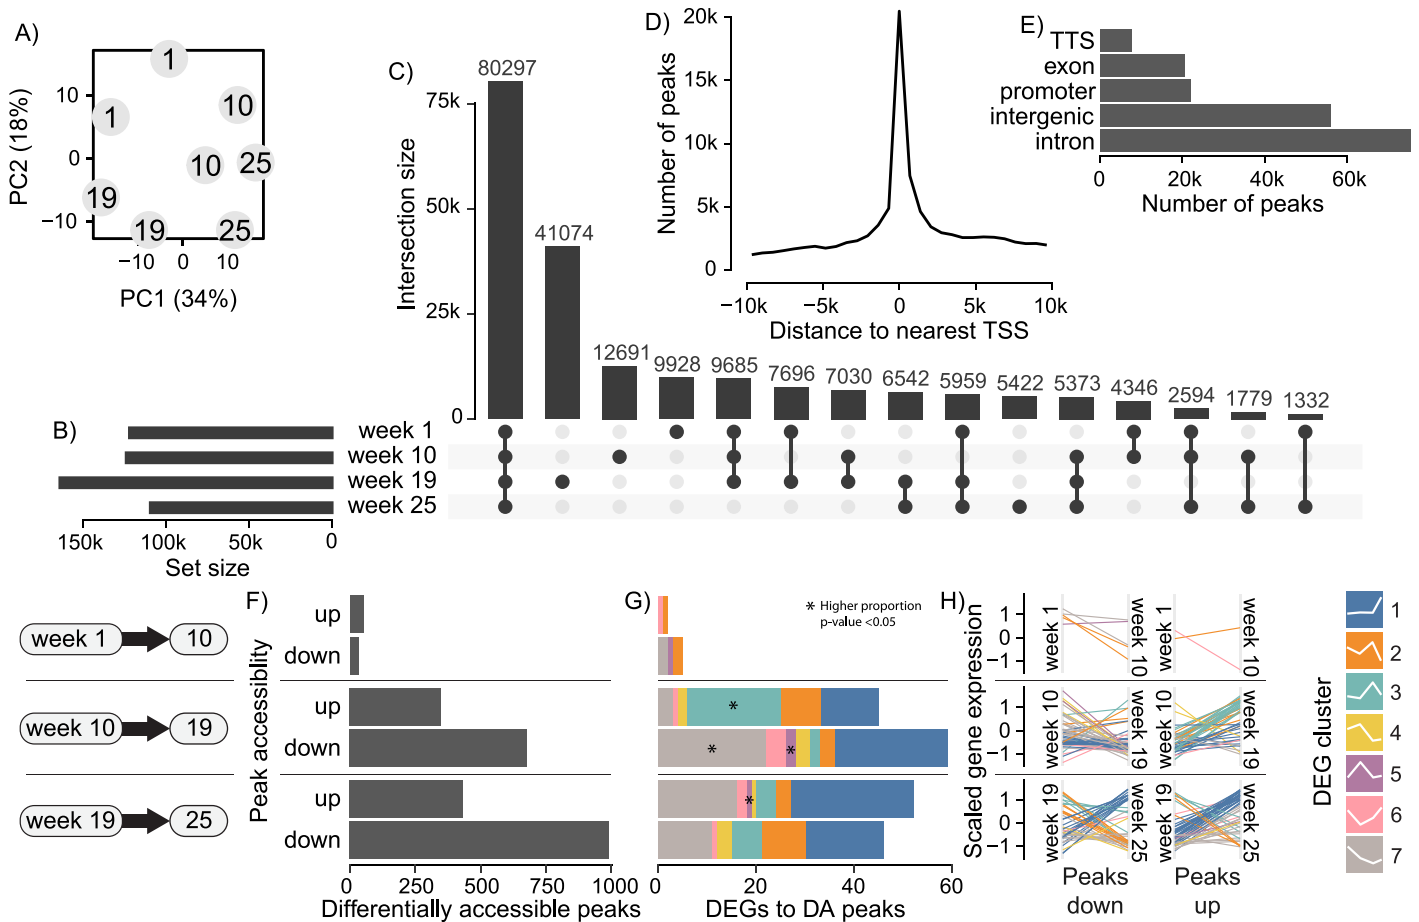 A)
PC2 (18%)
10
0
−10
1
1
10
10
25
19
19
25
−10
0
10
PC1 (34%)
C)
Intersection size
75k
50k
25k
0
80297
41074
12691
9928
9685
7696
7030
6542
5959
5422
5373
4346
2594
1779
1332
D)
Number of peaks
20k
15k
10k
5k
0
−10k
−5k
0
5k
10k
Distance to nearest TSS
E)
TTS
exon
promoter
intergenic
intron
0
20k
40k
60k
Number of peaks
B)
week 1
week 10
week 19
week 25
150k
100k
50k
0
Set size
week 1
10
week 10
19
week 19
25
F)
Peak accessiblity
up
down
up
down
up
down
0
250
500
750
1000
Differentially accessible peaks
G)
* Higher proportion
p-value <0.05
*
*
*
*
0
20
40
60
DEGs to DA peaks
H)
Scaled gene expression
1
0
−1
week 1
week 10
week 1
week 10
1
0
−1
week 10
week 19
week 10
week 19
1
0
−1
week 19
week 25
week 19
week 25
Peaks
down
Peaks
up
DEG cluster
1
2
3
4
5
6
7